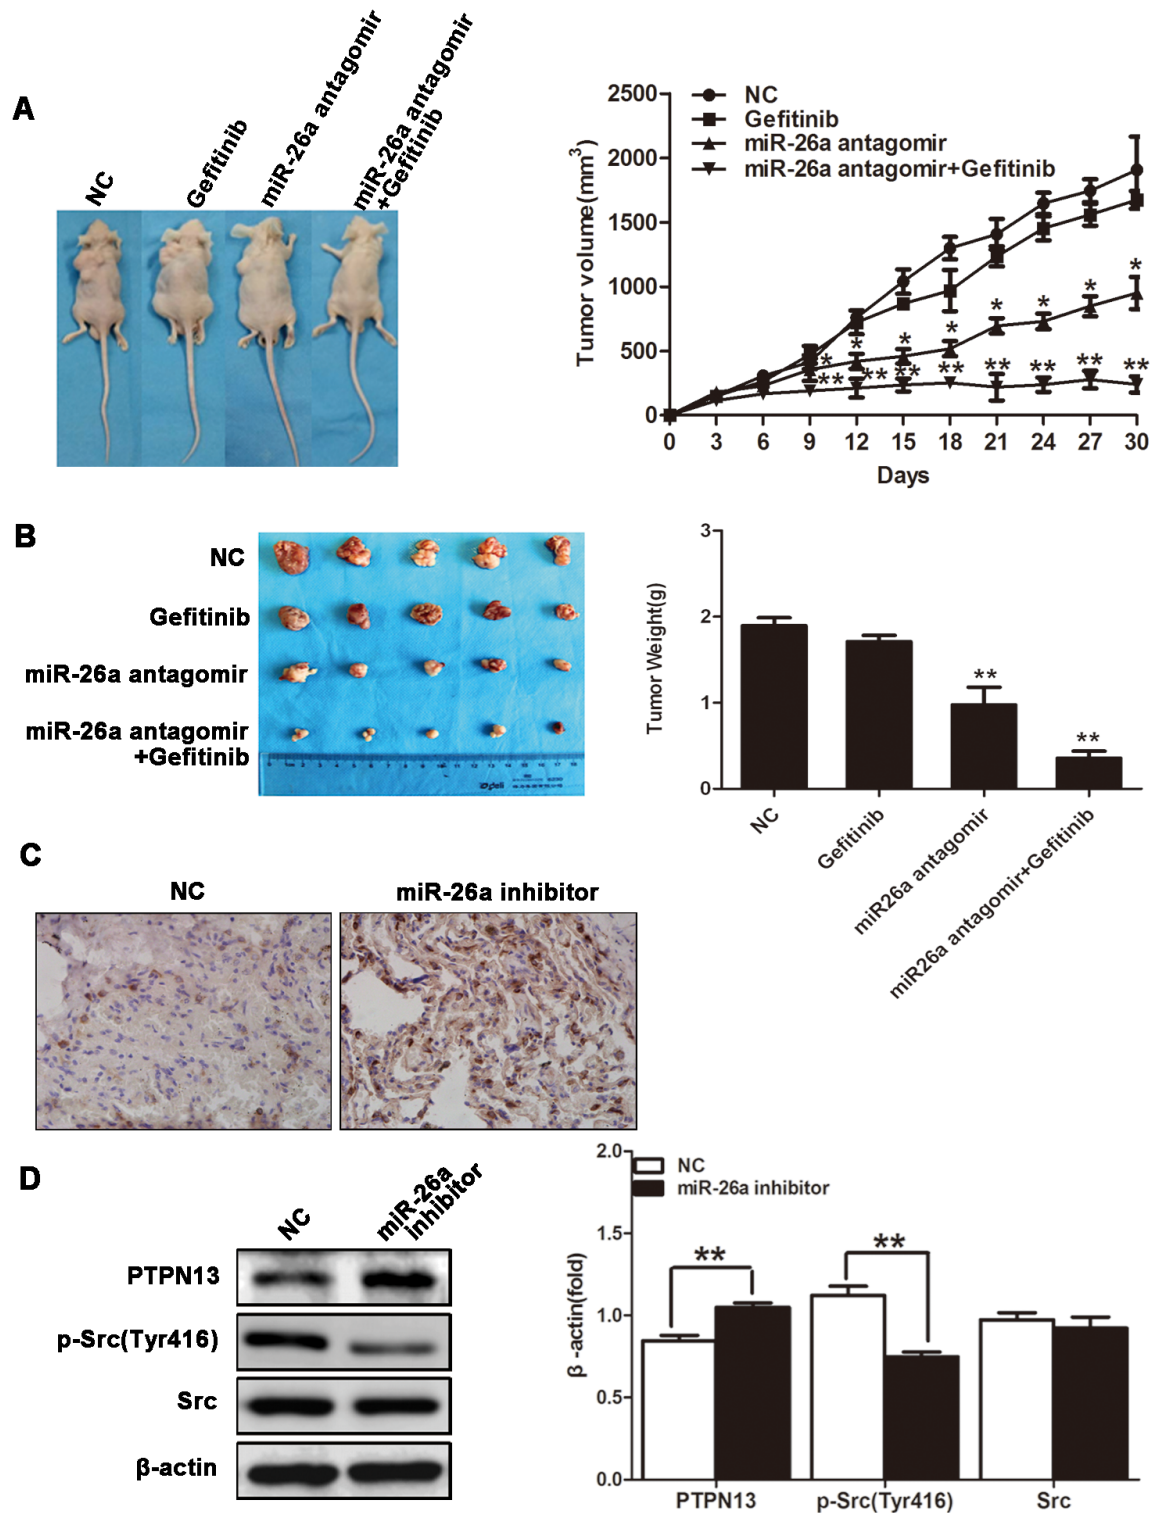 A
NC
Gefitinib
miR-26a antagomir
miR-26a antagomir
+Gefitinib
NC
Gefitinib
miR-26a antagomir
miR-26a antagomir+Gefitinib
Tumor volume(mm3)
2500
2000
1500
1000
500
0
* * * * * * * *
** ** ** ** ** ** ** **
0 3 6 9 12 15 18 21 24 27 30
Days
B
NC
Gefitinib
miR-26a antagomir
miR-26a antagomir
+Gefitinib
Tumor Weight(g)
3
2
1
0
**
**
NC
Gefitinib
miR26a antagomir
miR26a antagomir+Gefitinib
C
NC
miR-26a inhibitor
D
NC
miR-26a
inhibitor
PTPN13
p-Src(Tyr416)
Src
β-actin
NC
miR-26a inhibitor
β -actin(fold)
2.0
1.5
1.0
0.5
0.0
**
**
PTPN13
p-Src(Tyr416)
Src